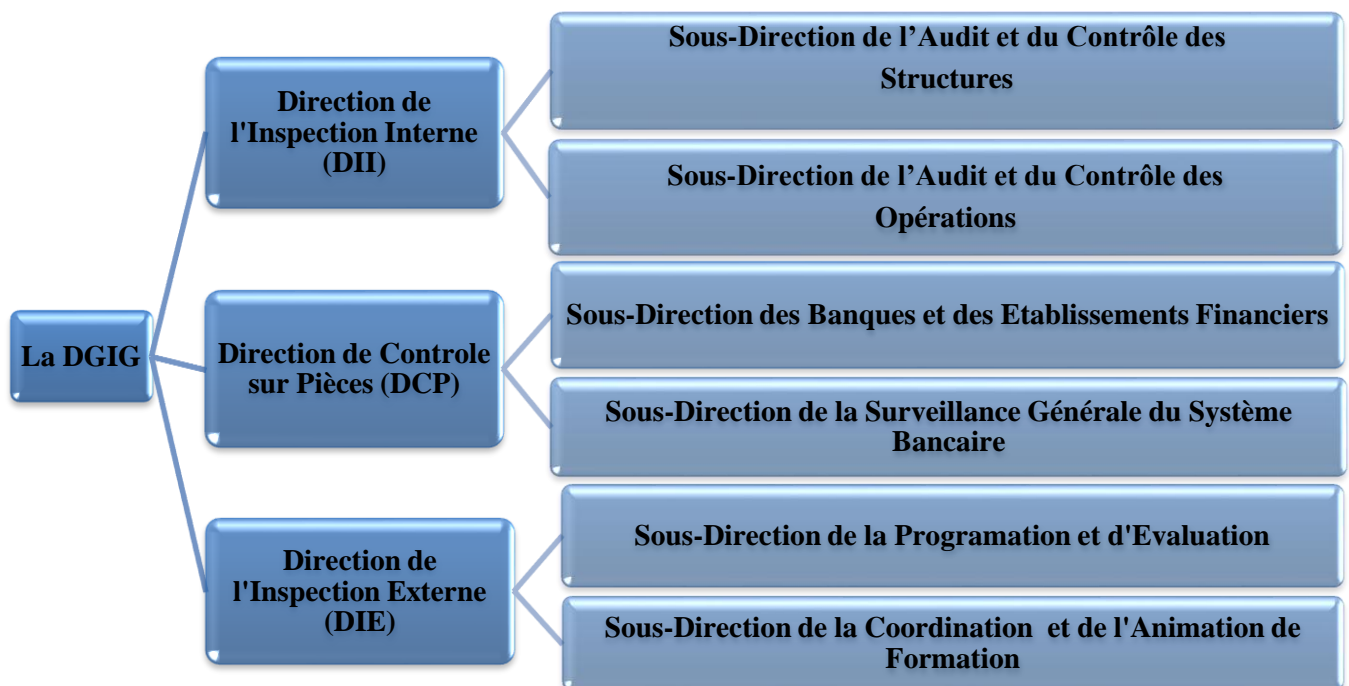 La DGIG
Direction de
l'Inspection Interne
(DII)
Sous-Direction de l’Audit et du Contrôle des
Structures
Sous-Direction de l’Audit et du Contrôle des
Opérations
Direction de Controle
sur Pièces (DCP)
Sous-Direction des Banques et des Etablissements Financiers
Sous-Direction de la Surveillance Générale du Système
Bancaire
Direction de
l'Inspection Externe
(DIE)
Sous-Direction de la Programation et d'Evaluation
Sous-Direction de la Coordination et de l'Animation de
Formation